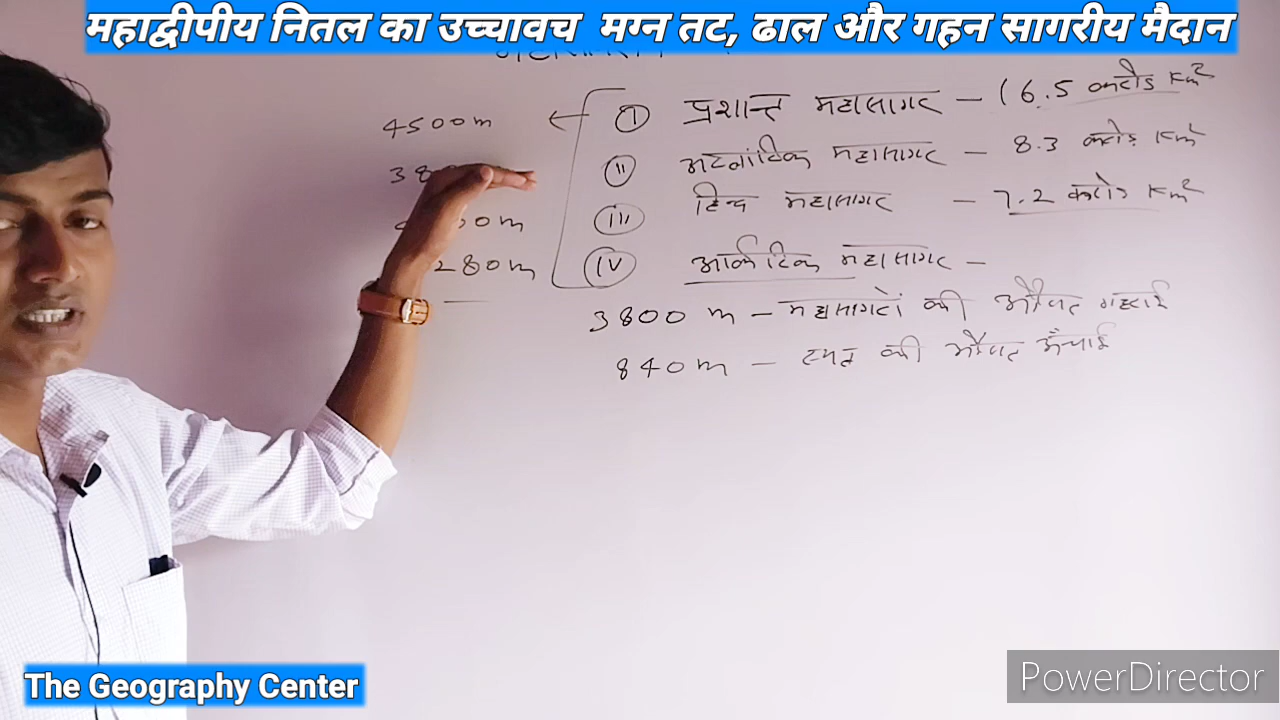 महाद्वीपीय नितल का उच्चावच मग्न तट, ढाल और गहन सागरीय मैदान
4500m ← I प्रशान्त महासागर – 16.5 करोड़ Km²
38 II अटलांटिक महासागर – 8.3 करोड़ Km²
0m III हिन्द महासागर – 7.2 करोड़ Km²
280m IV आर्कटिक महासागर –
3800 m – महासागरों की औसत गहराई
840m – स्थल की औसत ऊँचाई
The Geography Center
PowerDirector